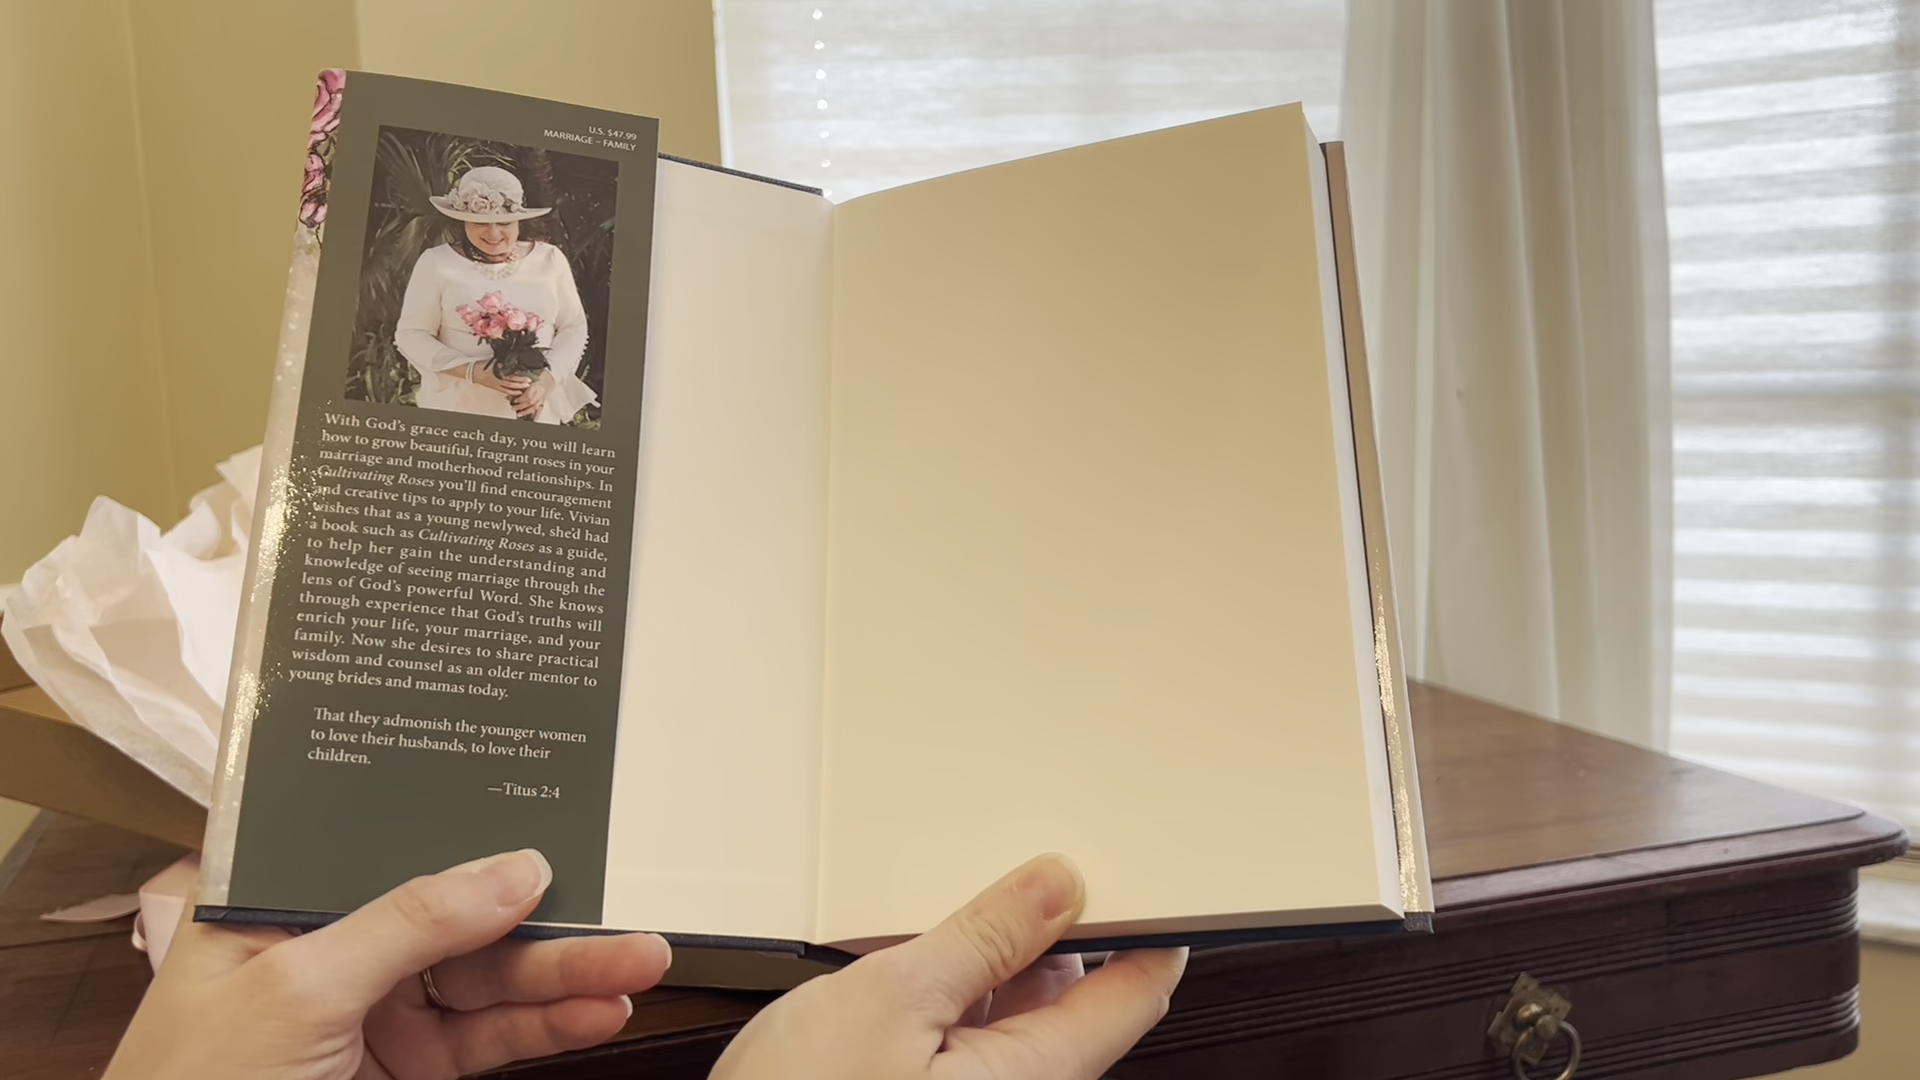 U.S. $47.99
MARRIAGE – FAMILY
With God's grace each day, you will learn
how to grow beautiful, fragrant roses in your
marriage and motherhood relationships. In
Cultivating Roses you'll find encouragement
and creative tips to apply to your life. Vivian
wishes that as a young newlywed, she'd had
a book such as Cultivating Roses as a guide,
to help her gain the understanding and
knowledge of seeing marriage through the
lens of God's powerful Word. She knows
through experience that God's truths will
enrich your life, your marriage, and your
family. Now she desires to share practical
wisdom and counsel as an older mentor to
young brides and mamas today.
That they admonish the younger women
to love their husbands, to love their
children.
—Titus 2:4